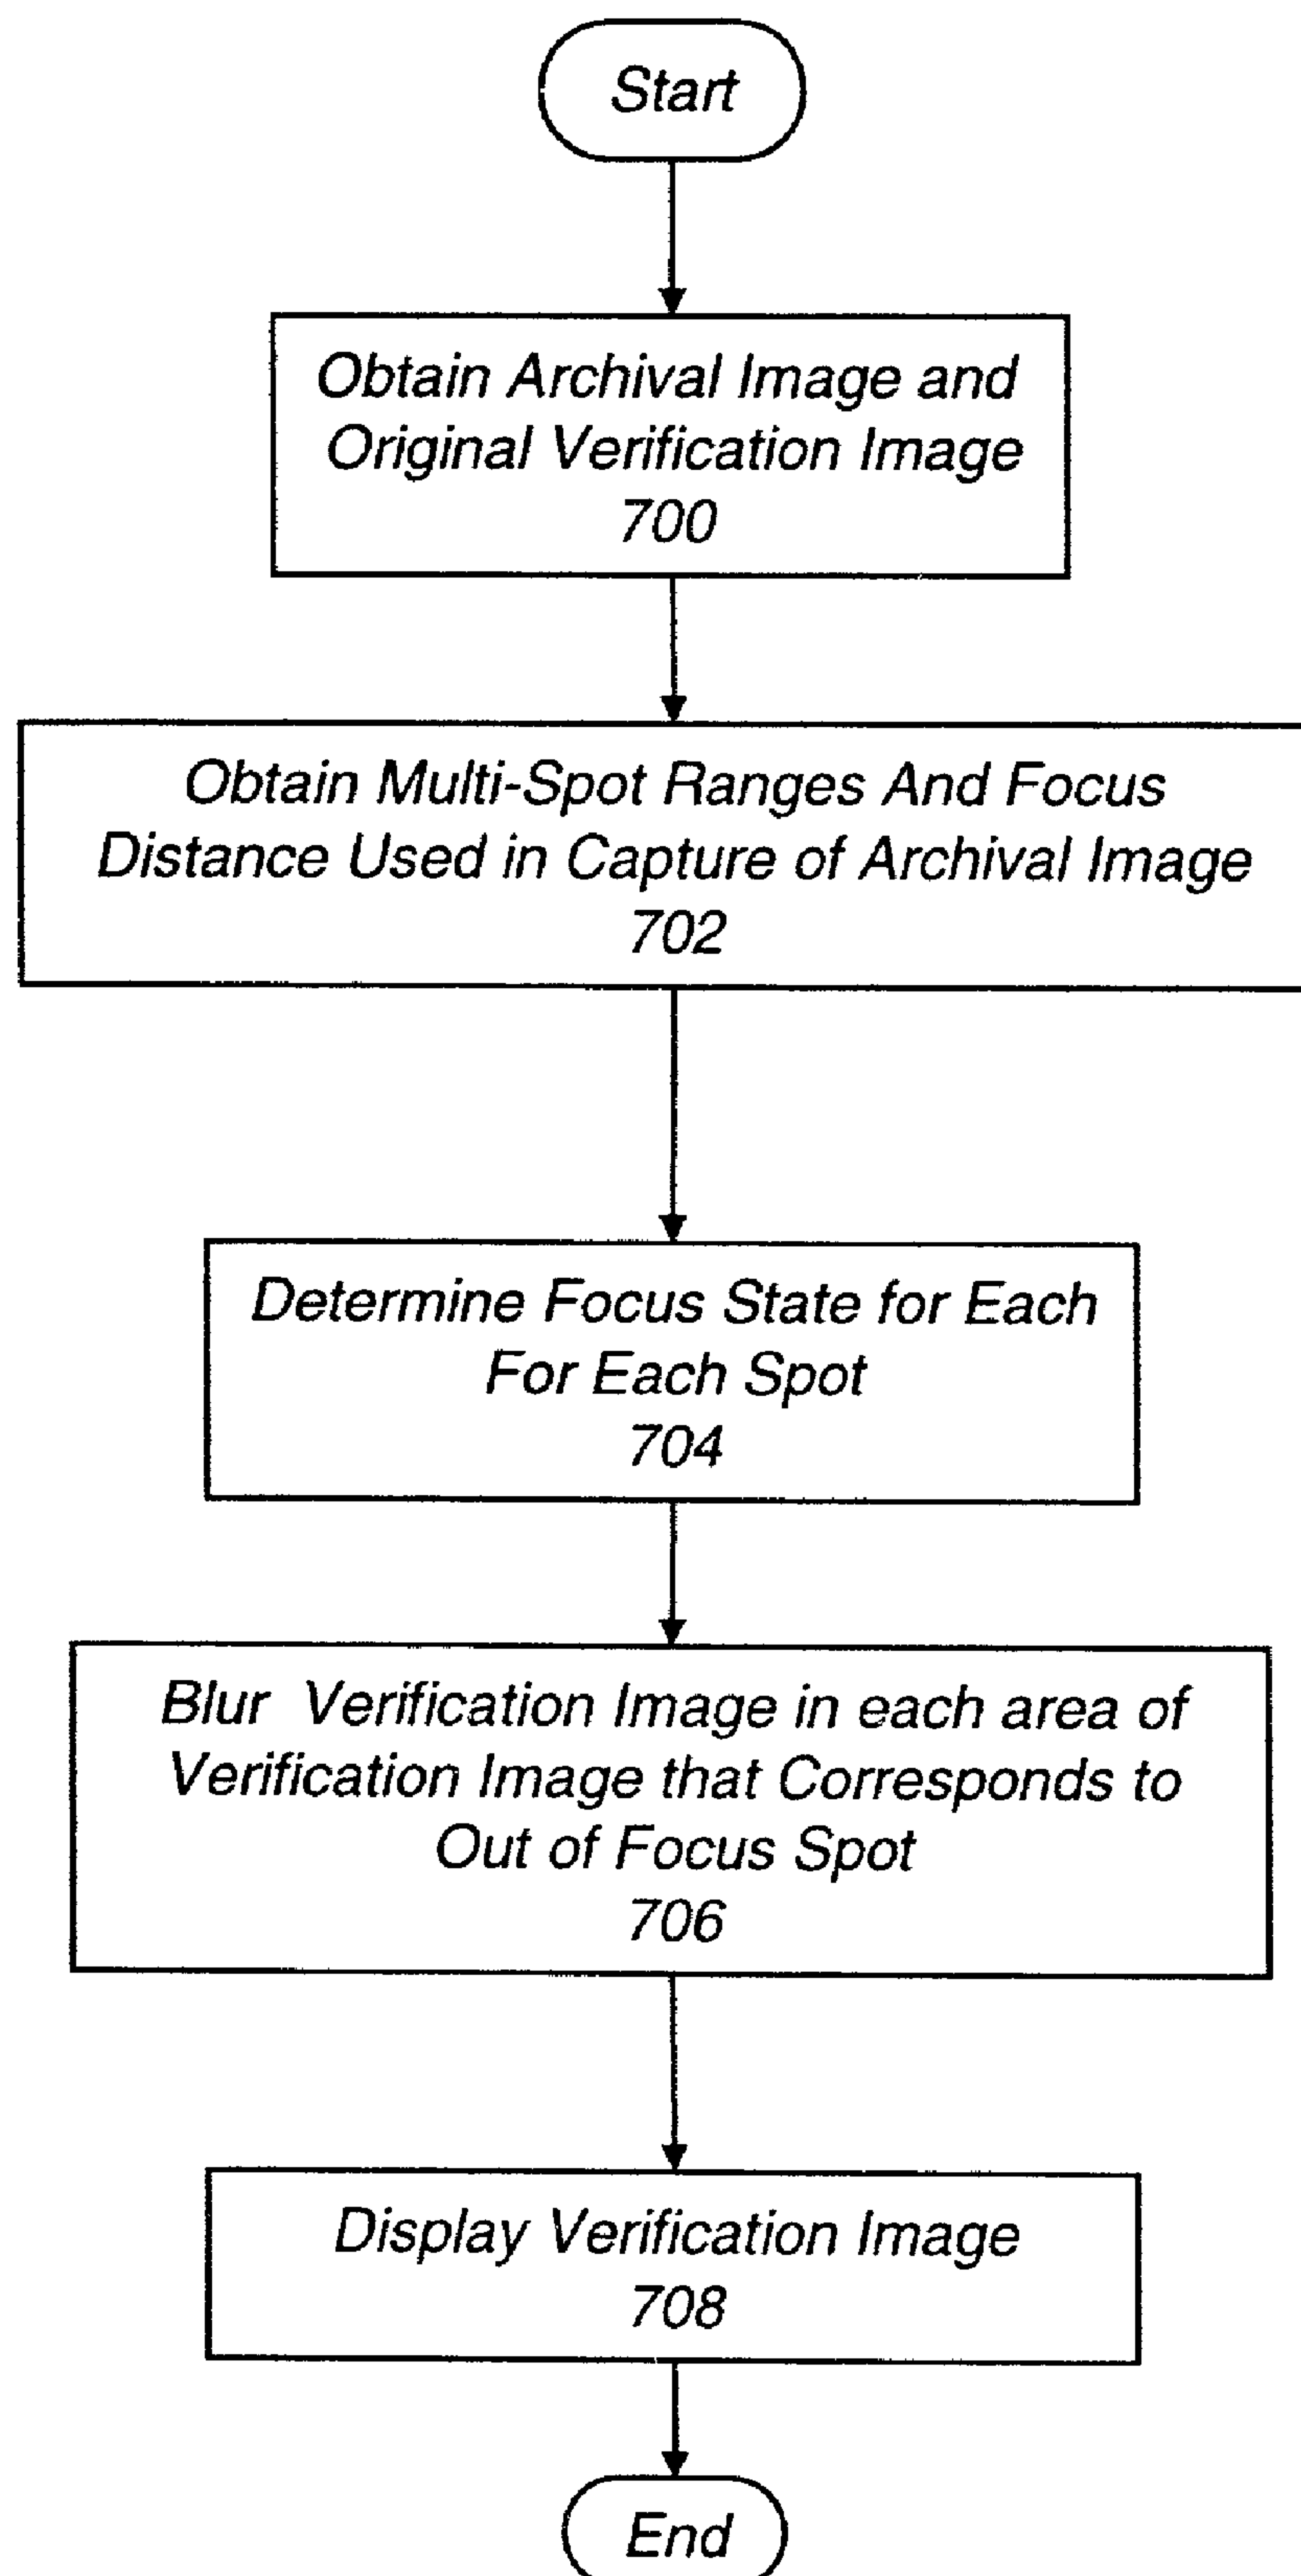 Start
Obtain Archival Image and
Original Verification Image
700
Obtain Multi-Spot Ranges And Focus
Distance Used in Capture of Archival Image
702
Determine Focus State for Each
For Each Spot
704
Blur Verification Image in each area of
Verification Image that Corresponds to
Out of Focus Spot
706
Display Verification Image
708
End